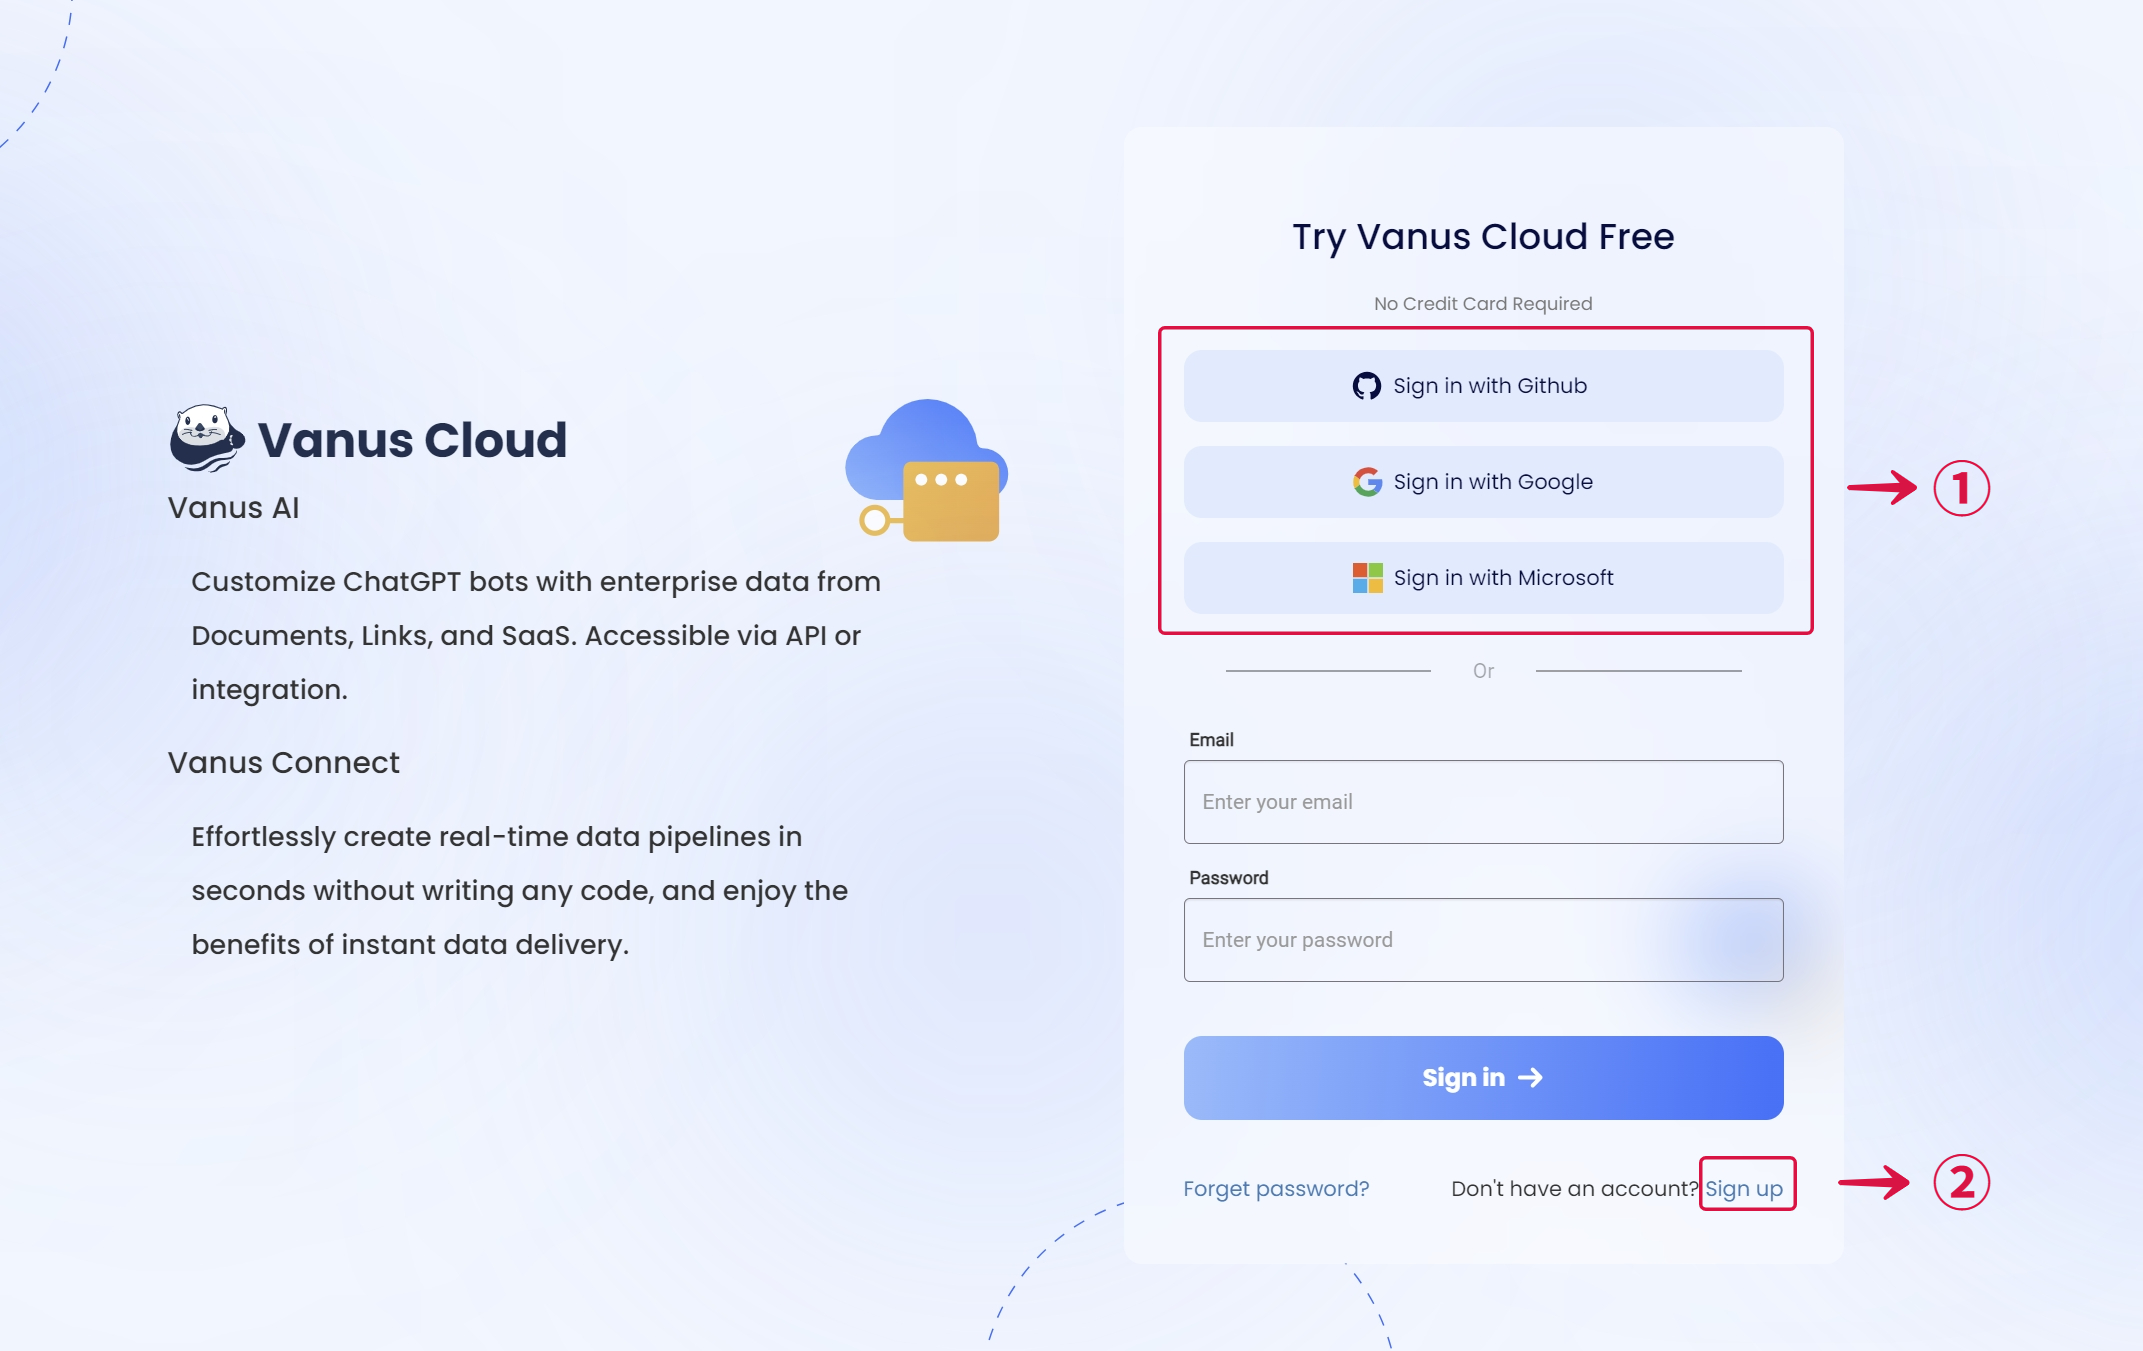 Vanus Cloud
Vanus AI
Customize ChatGPT bots with enterprise data from
Documents, Links, and SaaS. Accessible via API or
integration.
Vanus Connect
Effortlessly create real-time data pipelines in
seconds without writing any code, and enjoy the
benefits of instant data delivery.
Try Vanus Cloud Free
No Credit Card Required
Sign in with Github
Sign in with Google
Sign in with Microsoft
①
Or
Email
Enter your email
Password
Enter your password
Sign in →
Forget password? Don't have an account? Sign up
②